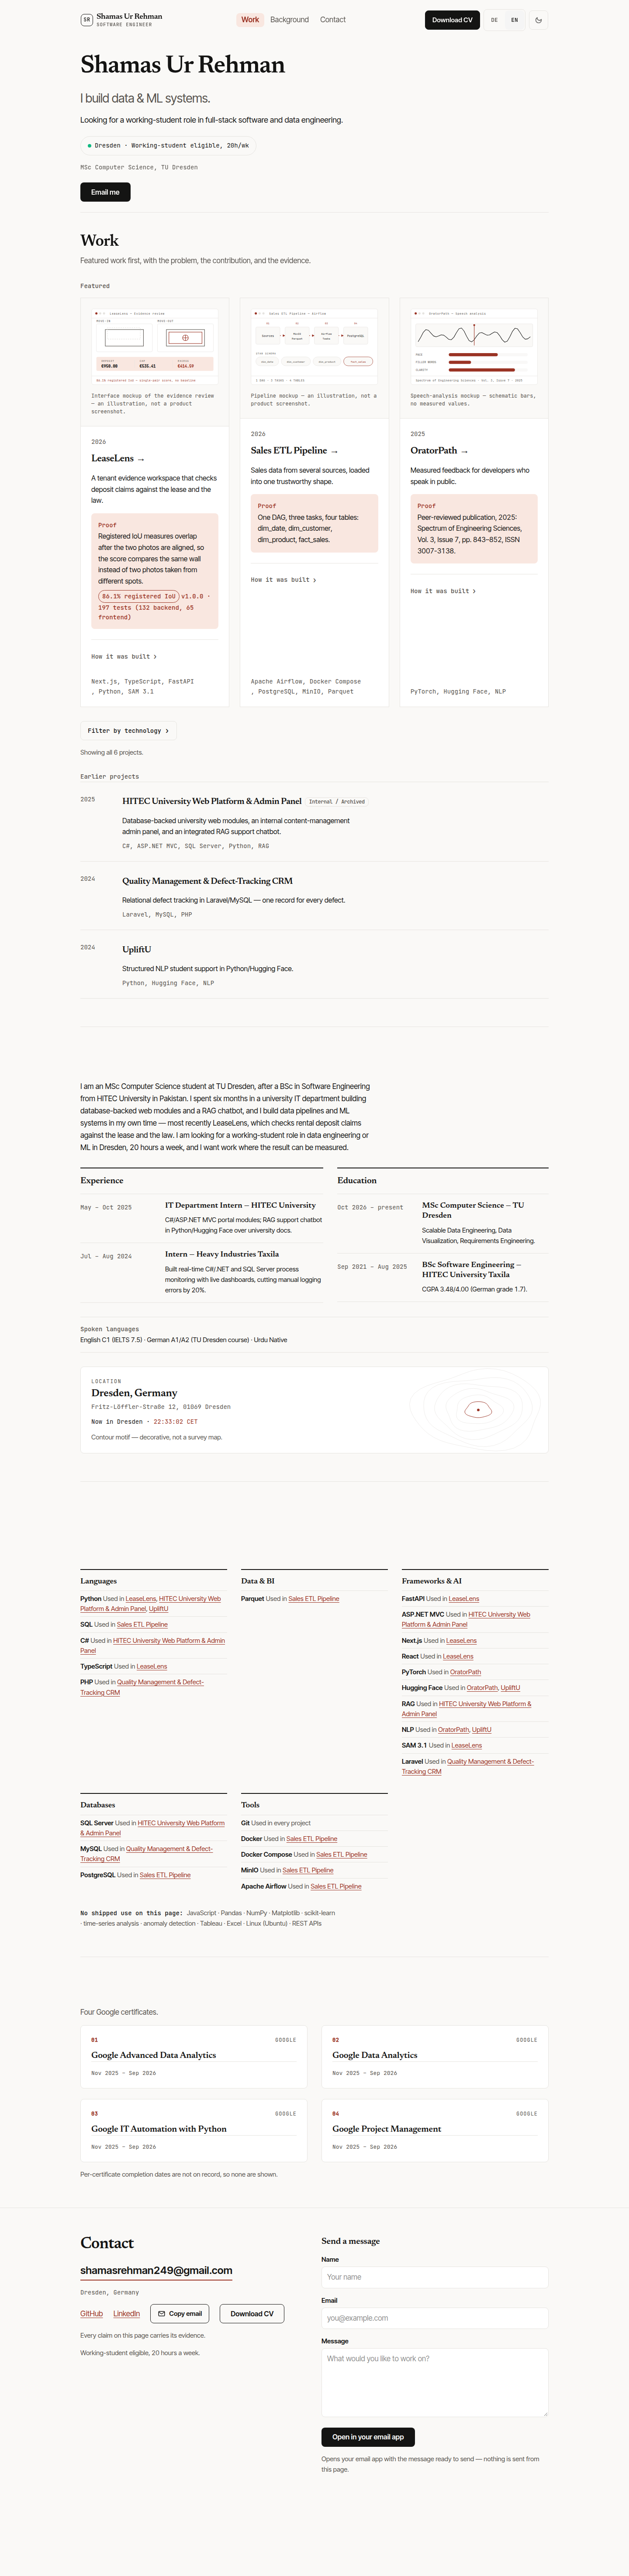 SR
Shamas Ur Rehman
SOFTWARE ENGINEER
Work
Background
Contact
Download CV
DE
EN
Shamas Ur Rehman
I build data & ML systems.
Looking for a working-student role in full-stack software and data engineering.
Dresden · Working-student eligible, 20h/wk
MSc Computer Science, TU Dresden
Email me
Work
Featured work first, with the problem, the contribution, and the evidence.
Featured
LeaseLens — Evidence review
Interface mockup of the evidence review
— an illustration, not a product
screenshot.
2026
LeaseLens →
A tenant evidence workspace that checks
deposit claims against the lease and the
law.
Proof
Registered IoU measures overlap
after the two photos are aligned, so
the score compares the same wall
instead of two photos taken from
different spots.
86.1% registered IoU v1.0.0 ·
197 tests (132 backend, 65
frontend)
How it was built ›
Next.js, TypeScript, FastAPI
, Python, SAM 3.1
Sales ETL Pipeline — Airflow
Pipeline mockup — an illustration, not a
product screenshot.
2026
Sales ETL Pipeline →
Sales data from several sources, loaded
into one trustworthy shape.
Proof
One DAG, three tasks, four tables:
dim_date, dim_customer,
dim_product, fact_sales.
How it was built ›
Apache Airflow, Docker Compose
, PostgreSQL, MinIO, Parquet
OratorPath — Speech analysis
Speech-analysis mockup — schematic bars,
no measured values.
2025
OratorPath →
Measured feedback for developers who
speak in public.
Proof
Peer-reviewed publication, 2025:
Spectrum of Engineering Sciences,
Vol. 3, Issue 7, pp. 843–852, ISSN
3007-3138.
How it was built ›
PyTorch, Hugging Face, NLP
Filter by technology ›
Showing all 6 projects.
Earlier projects
2025
HITEC University Web Platform & Admin Panel Internal / Archived
Database-backed university web modules, an internal content-management
admin panel, and an integrated RAG support chatbot.
C#, ASP.NET MVC, SQL Server, Python, RAG
2024
Quality Management & Defect-Tracking CRM
Relational defect tracking in Laravel/MySQL — one record for every defect.
Laravel, MySQL, PHP
2024
UpliftU
Structured NLP student support in Python/Hugging Face.
Python, Hugging Face, NLP
I am an MSc Computer Science student at TU Dresden, after a BSc in Software Engineering
from HITEC University in Pakistan. I spent six months in a university IT department building
database-backed web modules and a RAG chatbot, and I build data pipelines and ML
systems in my own time — most recently LeaseLens, which checks rental deposit claims
against the lease and the law. I am looking for a working-student role in data engineering or
ML in Dresden, 20 hours a week, and I want work where the result can be measured.
Experience
May – Oct 2025
IT Department Intern — HITEC University
C#/ASP.NET MVC portal modules; RAG support chatbot
in Python/Hugging Face over university docs.
Jul – Aug 2024
Intern — Heavy Industries Taxila
Built real-time C#/.NET and SQL Server process
monitoring with live dashboards, cutting manual logging
errors by 20%.
Education
Oct 2026 – present
MSc Computer Science — TU
Dresden
Scalable Data Engineering, Data
Visualization, Requirements Engineering.
Sep 2021 – Aug 2025
BSc Software Engineering —
HITEC University Taxila
CGPA 3.48/4.00 (German grade 1.7).
Spoken languages
English C1 (IELTS 7.5) · German A1/A2 (TU Dresden course) · Urdu Native
LOCATION
Dresden, Germany
Fritz-Löffler-Straße 12, 01069 Dresden
Now in Dresden · 22:33:02 CET
Contour motif — decorative, not a survey map.
Languages
Python Used in LeaseLens, HITEC University Web
Platform & Admin Panel, UpliftU
SQL Used in Sales ETL Pipeline
C# Used in HITEC University Web Platform & Admin
Panel
TypeScript Used in LeaseLens
PHP Used in Quality Management & Defect-
Tracking CRM
Data & BI
Parquet Used in Sales ETL Pipeline
Frameworks & AI
FastAPI Used in LeaseLens
ASP.NET MVC Used in HITEC University Web
Platform & Admin Panel
Next.js Used in LeaseLens
React Used in LeaseLens
PyTorch Used in OratorPath
Hugging Face Used in OratorPath, UpliftU
RAG Used in HITEC University Web Platform &
Admin Panel
NLP Used in OratorPath, UpliftU
SAM 3.1 Used in LeaseLens
Laravel Used in Quality Management & Defect-
Tracking CRM
Databases
SQL Server Used in HITEC University Web Platform
& Admin Panel
MySQL Used in Quality Management & Defect-
Tracking CRM
PostgreSQL Used in Sales ETL Pipeline
Tools
Git Used in every project
Docker Used in Sales ETL Pipeline
Docker Compose Used in Sales ETL Pipeline
MinIO Used in Sales ETL Pipeline
Apache Airflow Used in Sales ETL Pipeline
No shipped use on this page: JavaScript · Pandas · NumPy · Matplotlib · scikit-learn
· time-series analysis · anomaly detection · Tableau · Excel · Linux (Ubuntu) · REST APIs
Four Google certificates.
01
GOOGLE
Google Advanced Data Analytics
Nov 2025 – Sep 2026
02
GOOGLE
Google Data Analytics
Nov 2025 – Sep 2026
03
GOOGLE
Google IT Automation with Python
Nov 2025 – Sep 2026
04
GOOGLE
Google Project Management
Nov 2025 – Sep 2026
Per-certificate completion dates are not on record, so none are shown.
Contact
shamasrehman249@gmail.com
Dresden, Germany
GitHub
LinkedIn
Copy email
Download CV
Every claim on this page carries its evidence.
Working-student eligible, 20 hours a week.
Send a message
Name
Your name
Email
you@example.com
Message
What would you like to work on?
Open in your email app
Opens your email app with the message ready to send — nothing is sent from
this page.